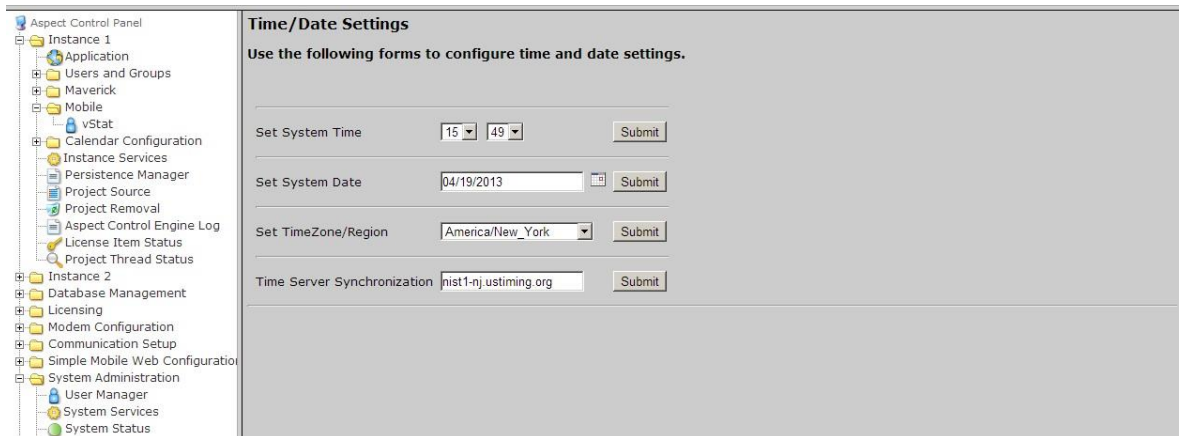 Aspect Control Panel
Instance 1
Application
Users and Groups
Maverick
Mobile
vStat
Calendar Configuration
Instance Services
Persistence Manager
Project Source
Project Removal
Aspect Control Engine Log
License Item Status
Project Thread Status
Instance 2
Database Management
Licensing
Modem Configuration
Communication Setup
Simple Mobile Web Configuration
System Administration
User Manager
System Services
System Status
Time/Date Settings
Use the following forms to configure time and date settings.
Set System Time 15 49 Submit
Set System Date 04/19/2013 Submit
Set TimeZone/Region America/New_York Submit
Time Server Synchronization nist1-nj.ustiming.org Submit